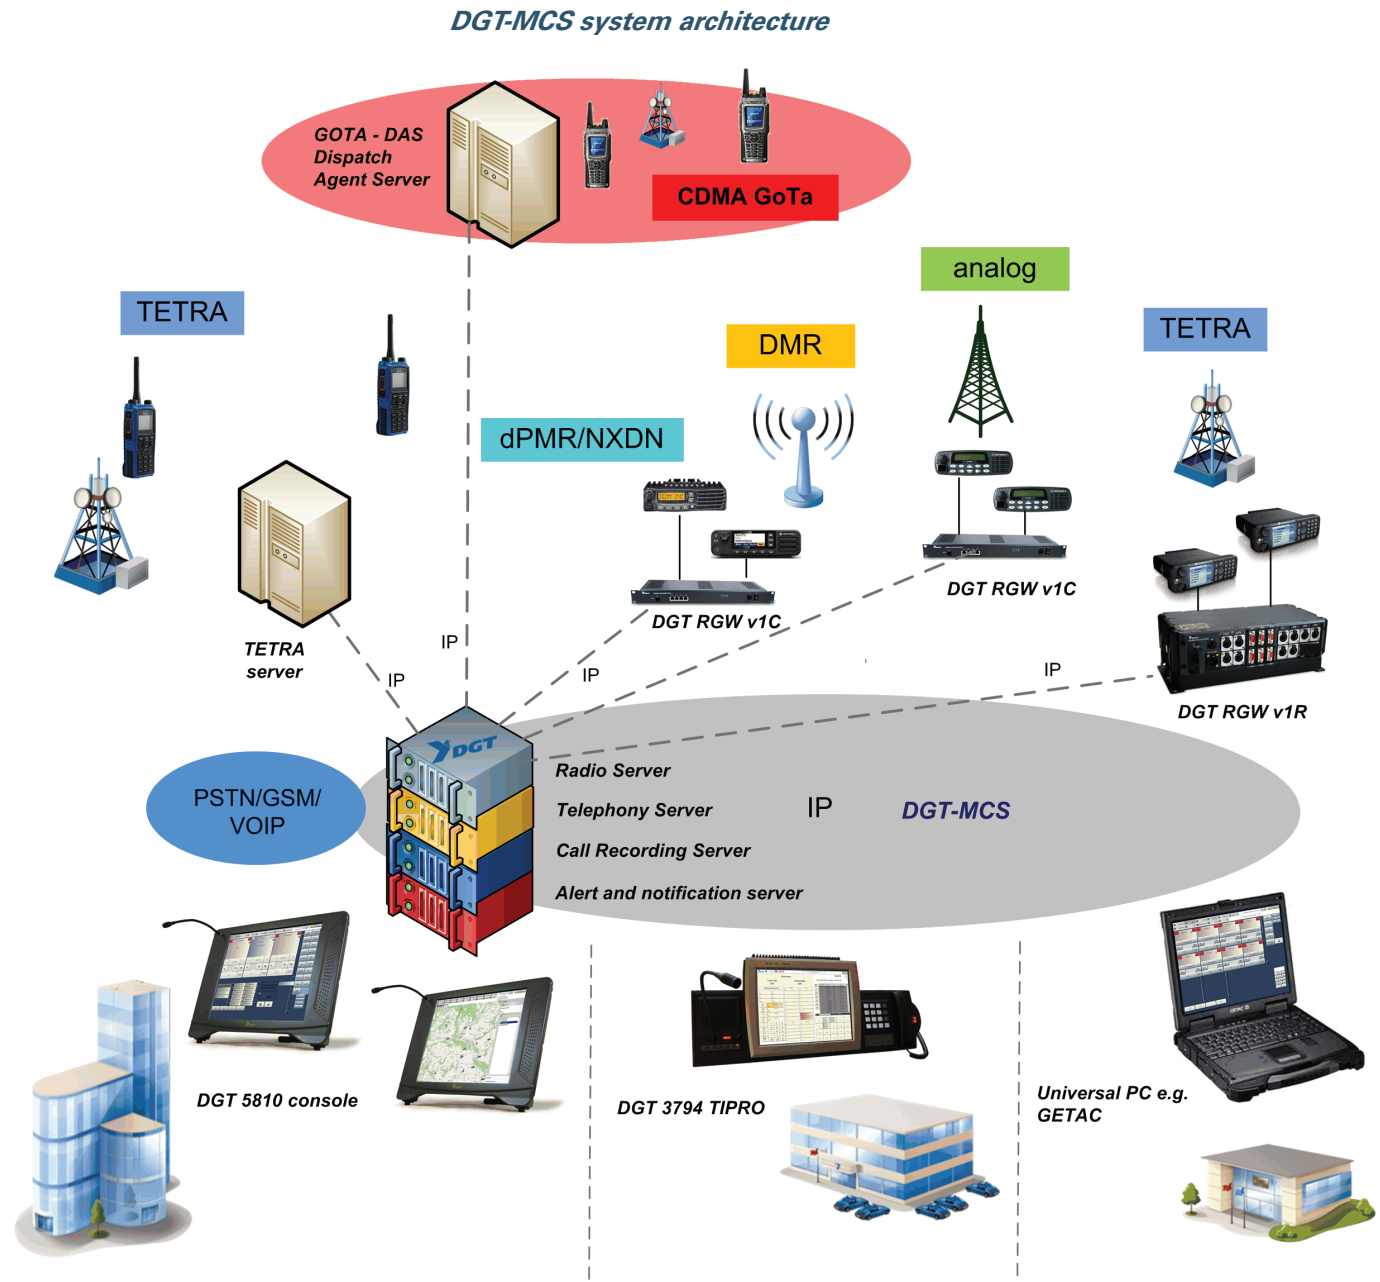 DGT-MCS system architecture
GOTA - DAS
Dispatch
Agent Server
CDMA GoTa
analog
TETRA
DMR
TETRA
dPMR/NXDN
DGT RGW v1C
DGT RGW v1C
TETRA
server
IP
IP
IP
IP
DGT RGW v1R
DGT
Radio Server
PSTN/GSM/
VOIP
Telephony Server
IP
DGT-MCS
Call Recording Server
Alert and notification server
GETAC
DGT 5810 console
DGT 3794 TIPRO
Universal PC e.g.
GETAC